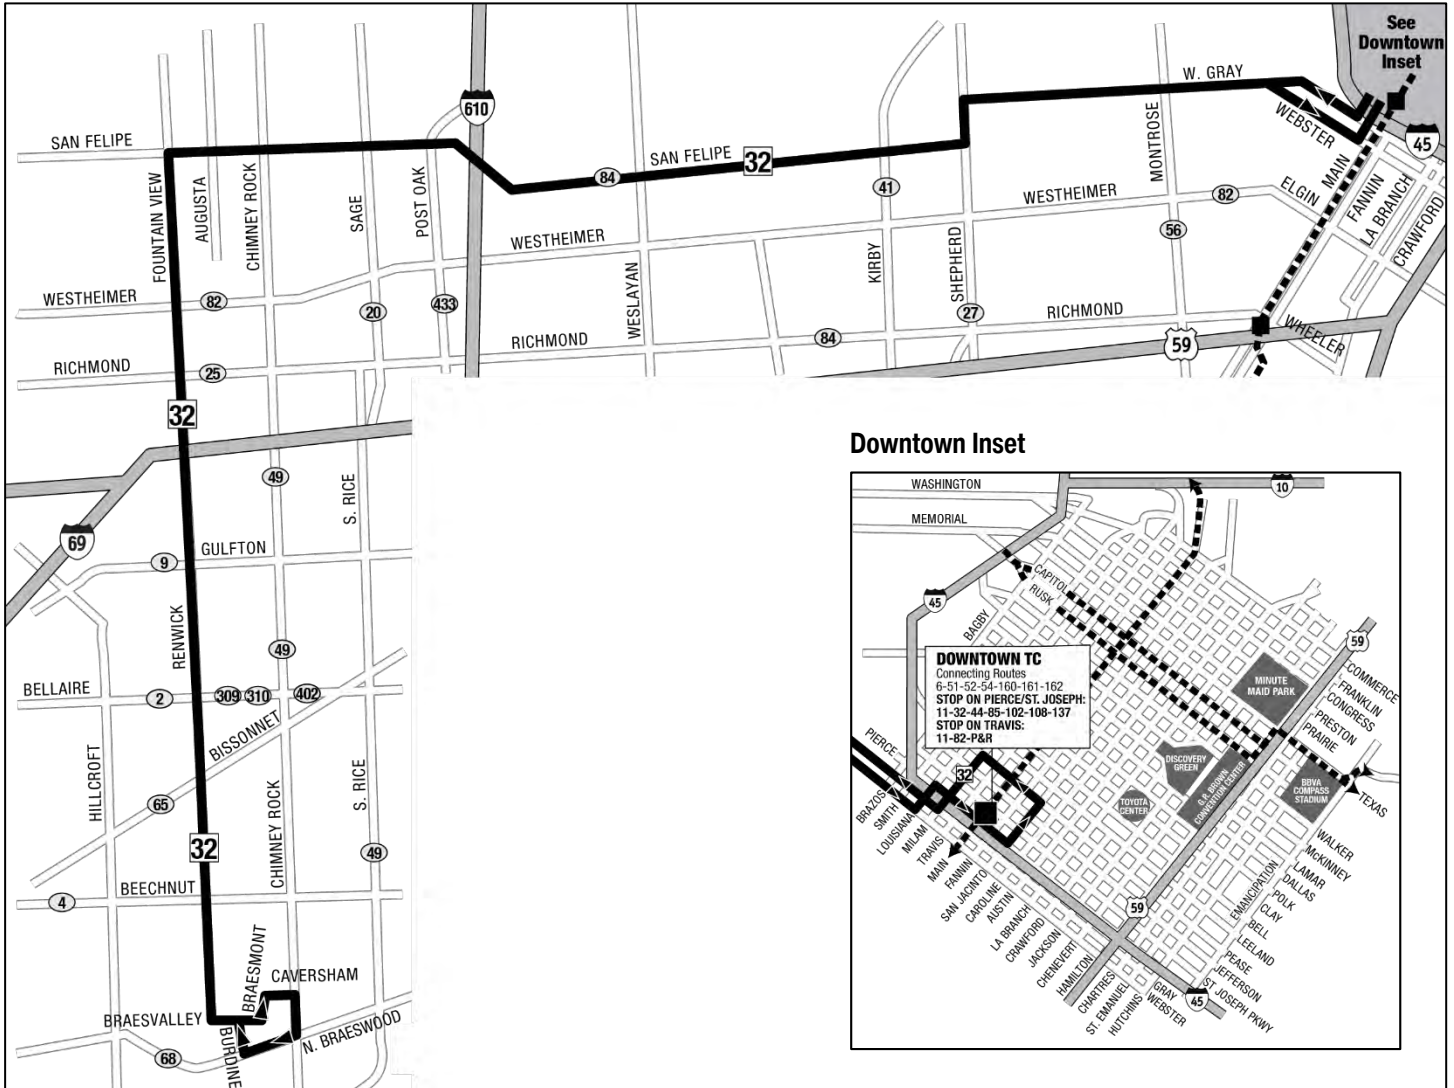 See
Downtown
Inset
W. GRAY
610
WEBSTER
45
SAN FELIPE
SAN FELIPE
32
84
MONTROSE
MAIN
FANNIN
LA BRANCH
CRAWFORD
ELGIN
41
WESTHEIMER
82
FOUNTAIN VIEW
AUGUSTA
CHIMNEY ROCK
SAGE
POST OAK
WESTHEIMER
56
KIRBY
SHEPHERD
WESLAYAN
WESTHEIMER
82
20
433
27
RICHMOND
RICHMOND
84
59
WHEELER
RICHMOND
25
32
Downtown Inset
49
S. RICE
69
9
GULFTON
RENWICK
49
BELLAIRE
2
309
310
402
BISSONNET
HILLCROFT
65
CHIMNEY ROCK
S. RICE
32
49
BEECHNUT
4
BRAESMONT
CAVERSHAM
BRAESVALLEY
BURDINE
N. BRAESWOOD
68
WASHINGTON
10
MEMORIAL
CAPITOL
RUSK
45
BAGBY
59
DOWNTOWN TC
Connecting Routes
6-51-52-54-160-161-162
STOP ON PIERCE/ST. JOSEPH:
11-32-44-85-102-108-137
STOP ON TRAVIS:
11-82-P&R
MINUTE
MAID PARK
COMMERCE
FRANKLIN
CONGRESS
PRESTON
PRAIRIE
PIERCE
32
DISCOVERY
GREEN
G.R. BROWN
CONVENTION CENTER
TOYOTA
CENTER
BBVA
COMPASS
STADIUM
TEXAS
BRAZOS
SMITH
LOUISIANA
MILAM
TRAVIS
MAIN
FANNIN
SAN JACINTO
CAROLINE
AUSTIN
LA BRANCH
CRAWFORD
JACKSON
CHENEVERT
HAMILTON
CHARTRES
ST. EMANUEL
HUTCHINS
59
EMANCIPATION
WALKER
McKINNEY
LAMAR
DALLAS
POLK
CLAY
BELL
LEELAND
PEASE
JEFFERSON
ST JOSEPH PKWY
GRAY
WEBSTER
45